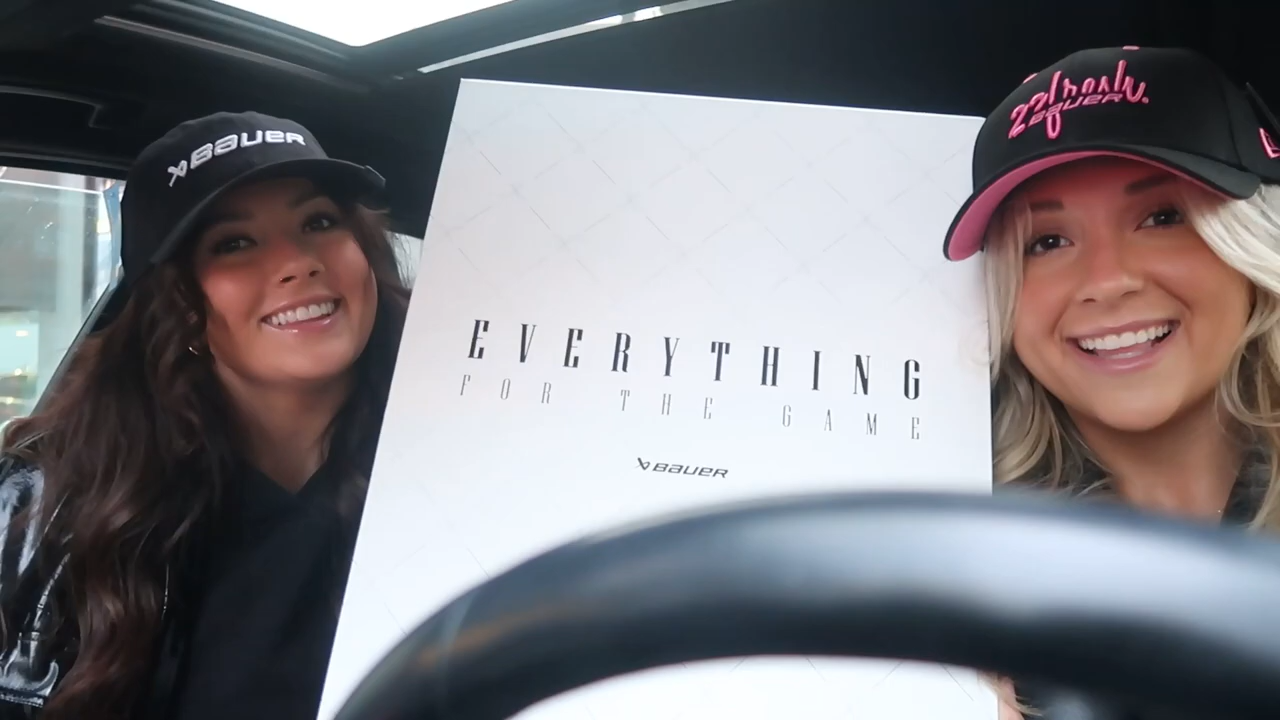 BAUER
22fresh.
BAUER
EVERYTHING
FOR THE GAME
BAUER